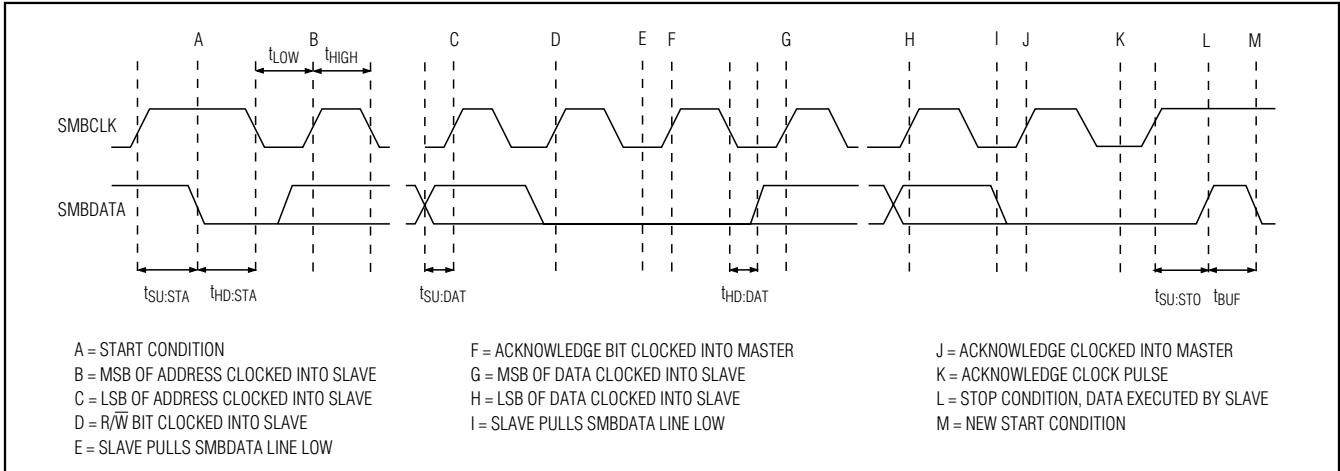 A B C D E F G H I J K L M
tLOW tHIGH
SMBCLK
SMBDATA
tSU:STA tHD:STA tSU:DAT tHD:DAT tSU:STO tBUF
A = START CONDITION
B = MSB OF ADDRESS CLOCKED INTO SLAVE
C = LSB OF ADDRESS CLOCKED INTO SLAVE
D = R/W̅ BIT CLOCKED INTO SLAVE
E = SLAVE PULLS SMBDATA LINE LOW
F = ACKNOWLEDGE BIT CLOCKED INTO MASTER
G = MSB OF DATA CLOCKED INTO SLAVE
H = LSB OF DATA CLOCKED INTO SLAVE
I = SLAVE PULLS SMBDATA LINE LOW
J = ACKNOWLEDGE CLOCKED INTO MASTER
K = ACKNOWLEDGE CLOCK PULSE
L = STOP CONDITION, DATA EXECUTED BY SLAVE
M = NEW START CONDITION